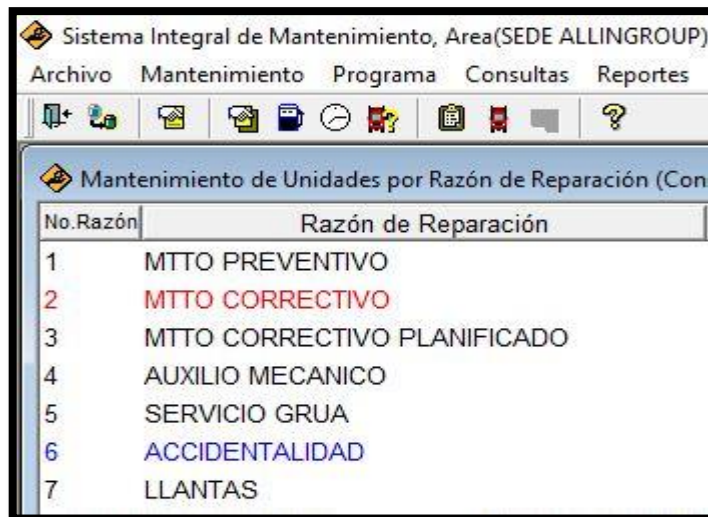 Sistema Integral de Mantenimiento, Area(SEDE ALLINGROUP)
Archivo Mantenimiento Programa Consultas Reportes
Mantenimiento de Unidades por Razón de Reparación (Con
No.Razón Razón de Reparación
1 MTTO PREVENTIVO
2 MTTO CORRECTIVO
3 MTTO CORRECTIVO PLANIFICADO
4 AUXILIO MECANICO
5 SERVICIO GRUA
6 ACCIDENTALIDAD
7 LLANTAS